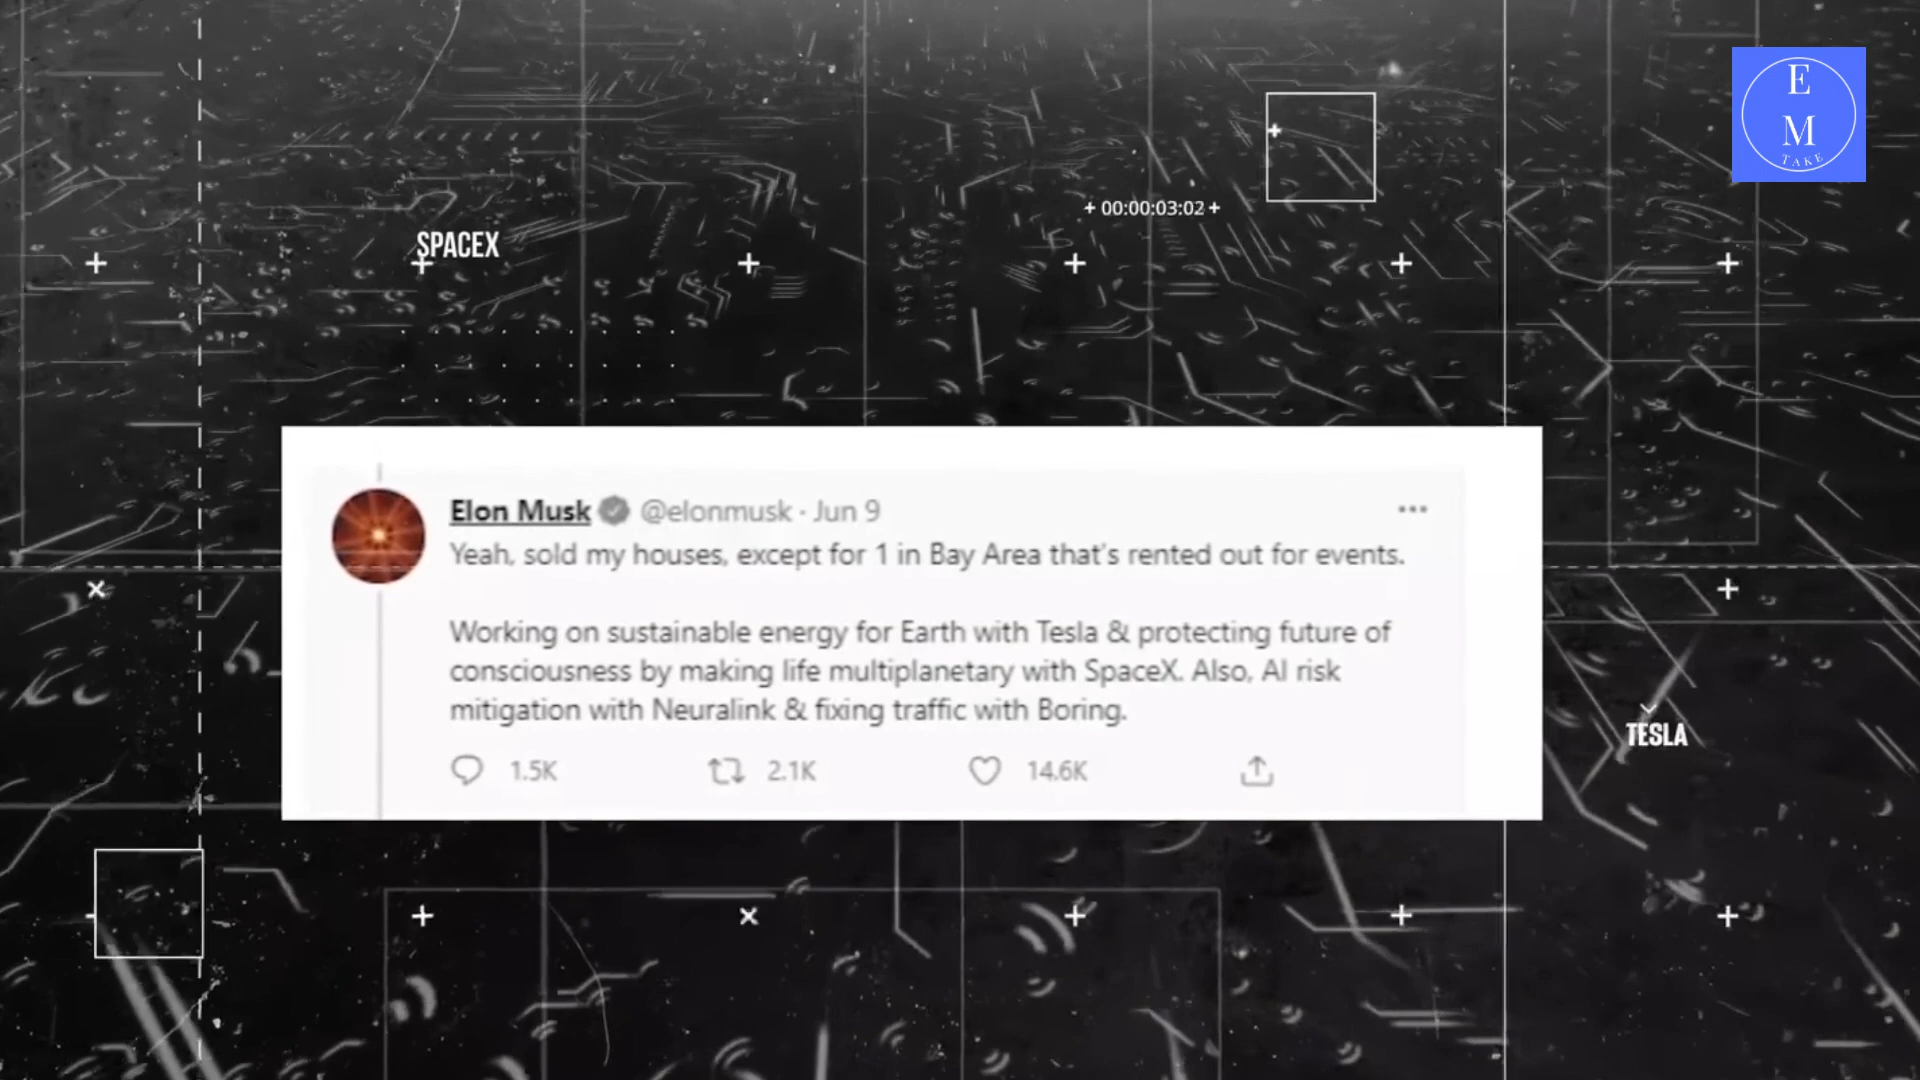 E
M
TAKE
+ 00:00:03:02 +
SPACEX
Elon Musk @elonmusk · Jun 9
Yeah, sold my houses, except for 1 in Bay Area that's rented out for events.
Working on sustainable energy for Earth with Tesla & protecting future of
consciousness by making life multiplanetary with SpaceX. Also, AI risk
mitigation with Neuralink & fixing traffic with Boring.
1.5K 2.1K 14.6K
TESLA